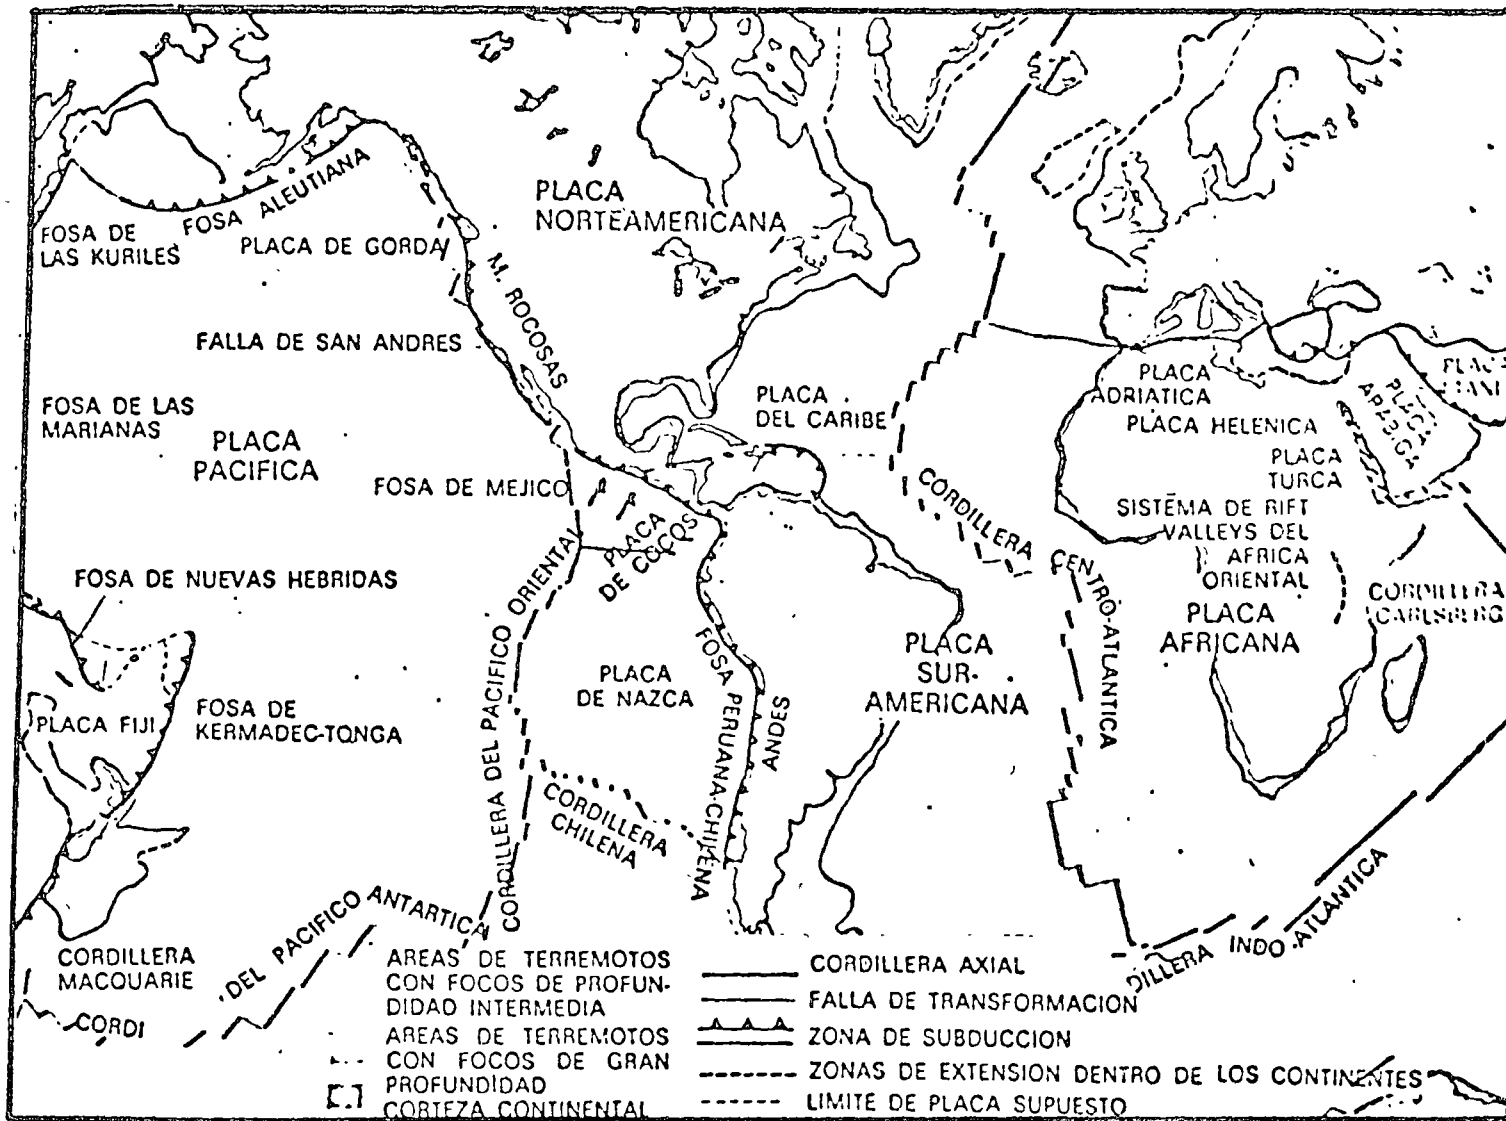 PLACA
NORTEAMERICANA
FOSA ALEUTIANA
FOSA DE
LAS KURILES
PLACA DE GORDA
M. ROCOSAS
FALLA DE SAN ANDRES
FOSA DE LAS
MARIANAS
PLACA
PACIFICA
FOSA DE MEJICO
PLACA
DEL CARIBE
PLACA
ADRIATICA
PLACA HELENICA
PLACA
TURCA
PLACA
ARABIGA
PLACA
SISTEMA DE RIFT
VALLEYS DEL
AFRICA
ORIENTAL
CORDILLERA
CARLSBERG
PLACA
AFRICANA
CORDILLERA CENTRO-ATLANTICA
PLACA
DE COCOS
FOSA DE NUEVAS HEBRIDAS
PLACA FIJI
FOSA DE
KERMADEC-TONGA
CORDILLERA DEL PACIFICO ORIENTAL
PLACA
DE NAZCA
FOSA PERUANA-CHILENA
ANDES
PLACA
SUR-
AMERICANA
CORDILLERA
CHILENA
CORDILLERA
MACQUARIE
CORDI
DEL PACIFICO ANTARTICA
DILLERA INDO-ATLANTICA
AREAS DE TERREMOTOS
CON FOCOS DE PROFUN-
DIDAD INTERMEDIA
AREAS DE TERREMOTOS
CON FOCOS DE GRAN
PROFUNDIDAD
CORTEZA CONTINENTAL
CORDILLERA AXIAL
FALLA DE TRANSFORMACION
ZONA DE SUBDUCCION
ZONAS DE EXTENSION DENTRO DE LOS CONTINENTES
LIMITE DE PLACA SUPUESTO